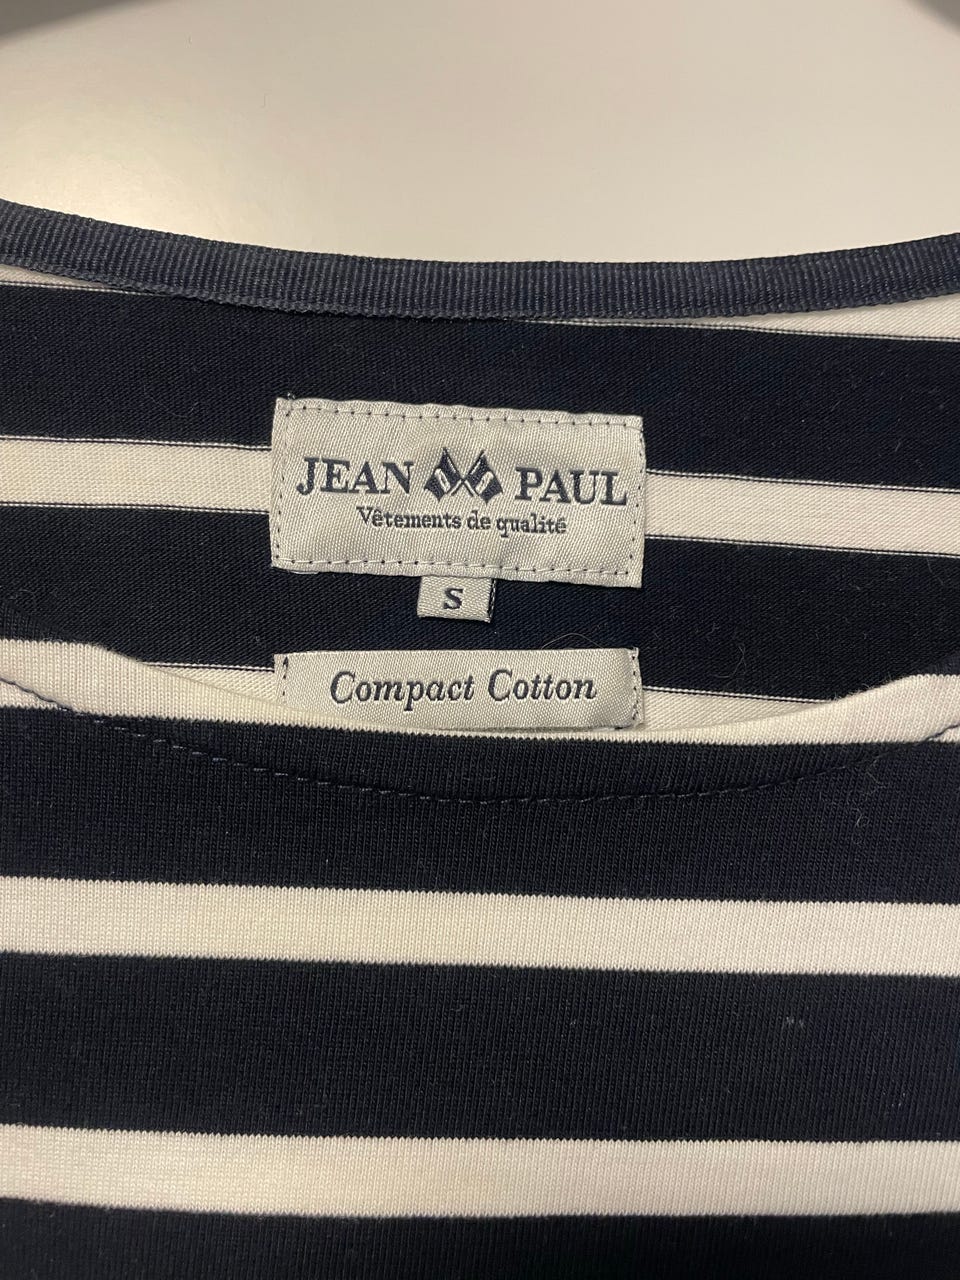 JEAN PAUL
Vêtements de qualité
S
Compact Cotton